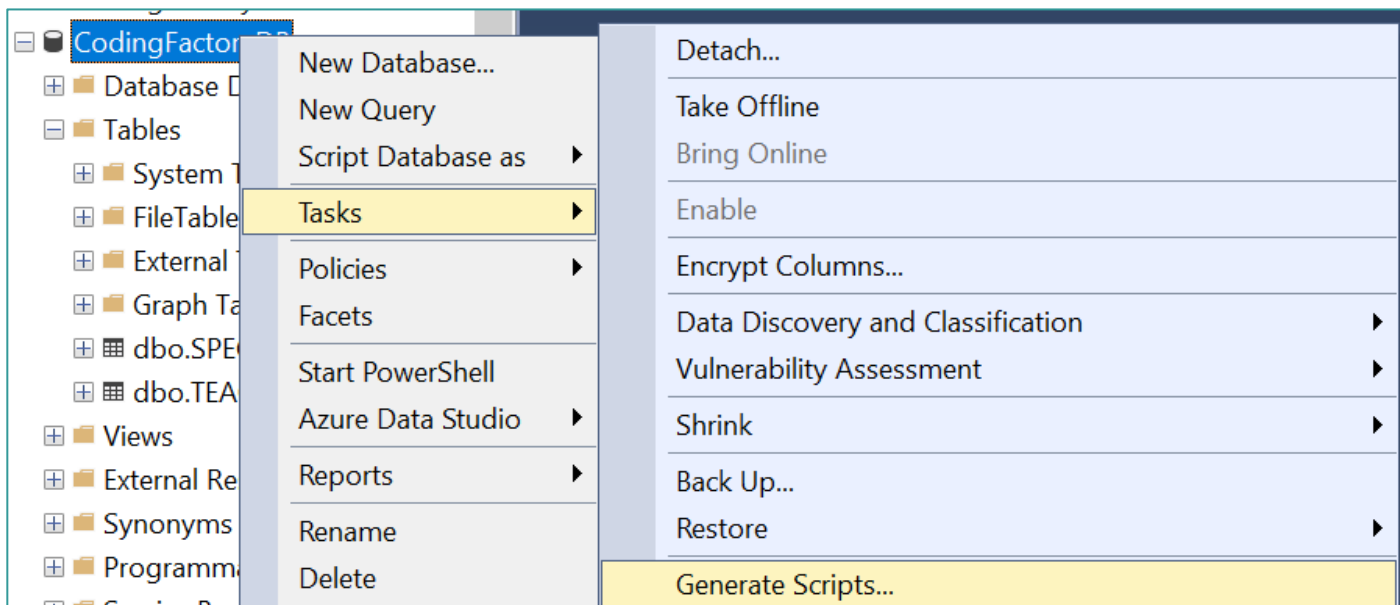 CodingFactor
Database
Tables
System
FileTable
External
Graph
dbo.SPE
dbo.TEA
Views
External Re
Synonyms
Programma
New Database...
New Query
Script Database as
Tasks
Policies
Facets
Start PowerShell
Azure Data Studio
Reports
Rename
Delete
Detach...
Take Offline
Bring Online
Enable
Encrypt Columns...
Data Discovery and Classification
Vulnerability Assessment
Shrink
Back Up...
Restore
Generate Scripts...